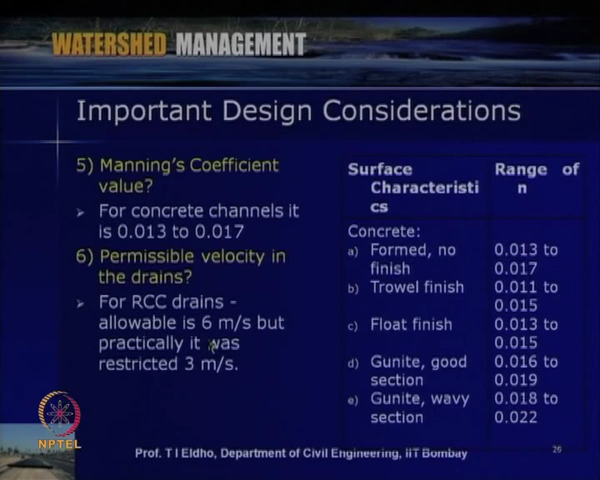 WATERSHED MANAGEMENT
Important Design Considerations
5) Manning's Coefficient
value?
➢ For concrete channels it
is 0.013 to 0.017
6) Permissible velocity in
the drains?
➢ For RCC drains -
allowable is 6 m/s but
practically it was
restricted 3 m/s.
Surface
Characteristi
cs
Range of
n
Concrete:
a) Formed, no
finish
0.013 to
0.017
b) Trowel finish
0.011 to
0.015
c) Float finish
0.013 to
0.015
d) Gunite, good
section
0.016 to
0.019
e) Gunite, wavy
section
0.018 to
0.022
NPTEL
Prof. T I Eldho, Department of Civil Engineering, IIT Bombay
26